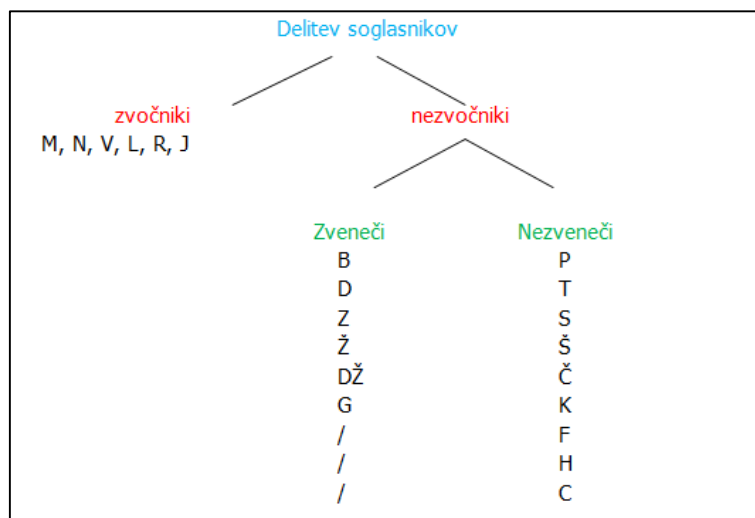 Delitev soglasnikov
zvočniki nezvočniki
M, N, V, L, R, J
Zveneči Nezveneči
B P
D T
Z S
Ž Š
DŽ Č
G K
/ F
/ H
/ C